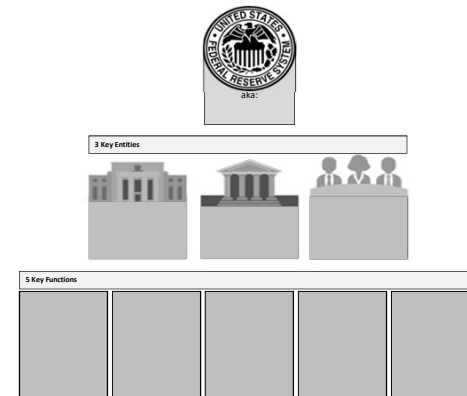 UNITED STATES
FEDERAL RESERVE SYSTEM
aka:
3 Key Entities
5 Key Functions